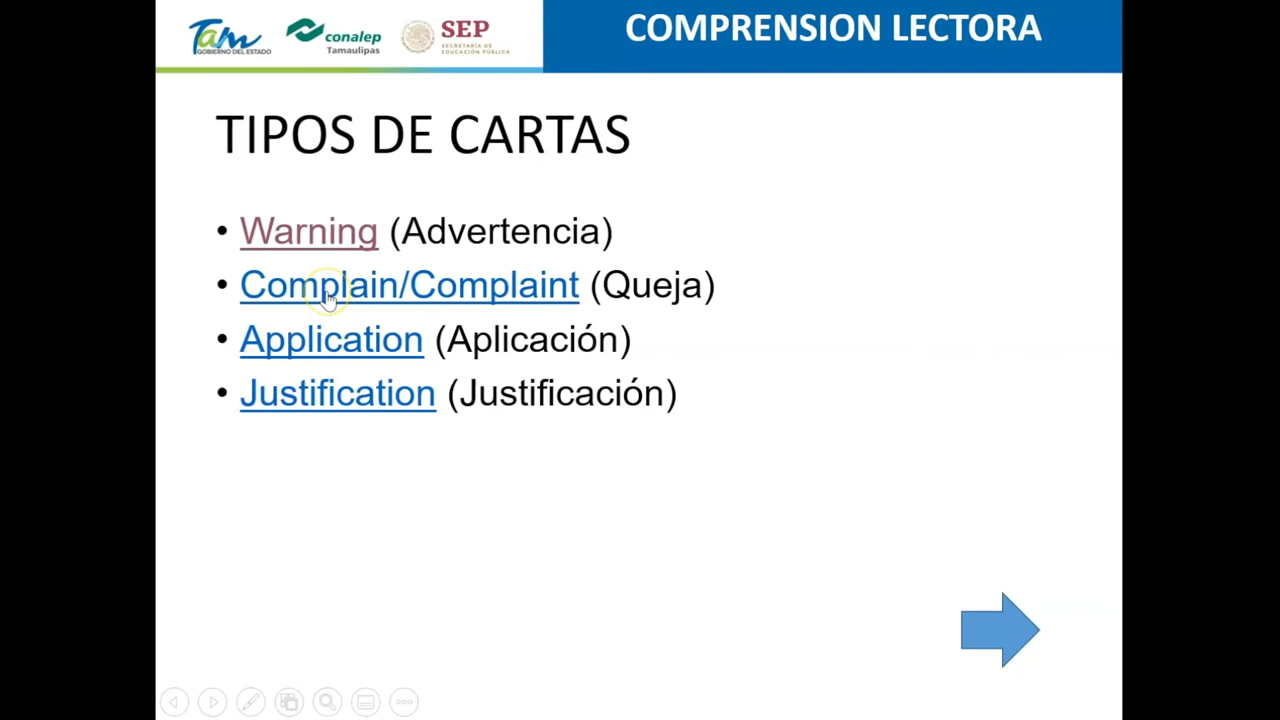 Tam
GOBIERNO DEL ESTADO
conalep
Tamaulipas
SEP
SECRETARÍA DE
EDUCACIÓN PÚBLICA
COMPRENSION LECTORA
TIPOS DE CARTAS
• Warning (Advertencia)
• Complain/Complaint (Queja)
• Application (Aplicación)
• Justification (Justificación)